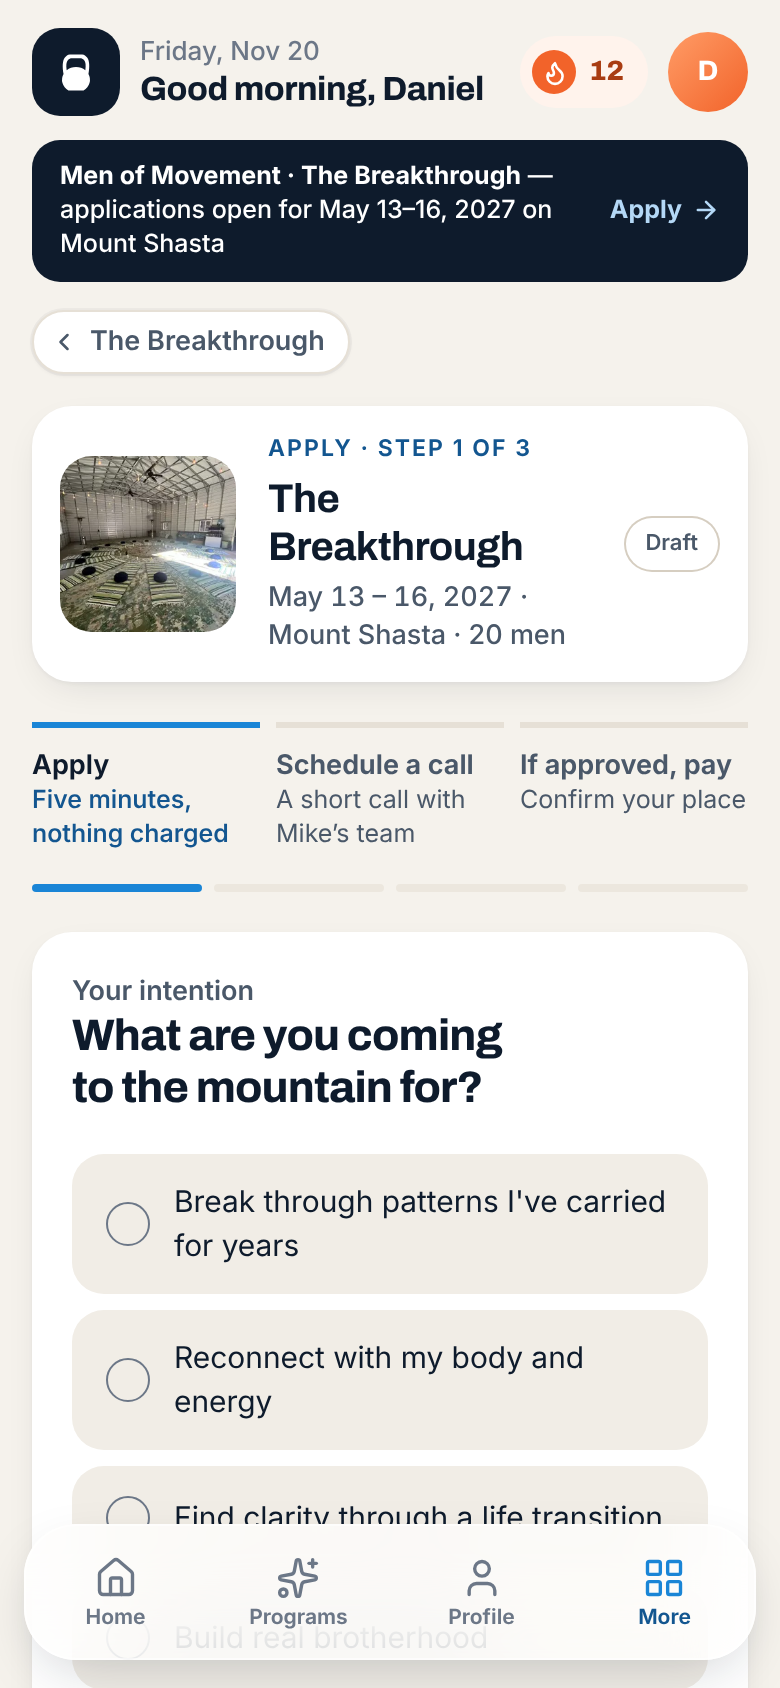 Friday, Nov 20
Good morning, Daniel
12
D
Men of Movement · The Breakthrough —
applications open for May 13–16, 2027 on
Mount Shasta
Apply →
The Breakthrough
APPLY · STEP 1 OF 3
The
Breakthrough
May 13 – 16, 2027 ·
Mount Shasta · 20 men
Draft
Apply
Five minutes,
nothing charged
Schedule a call
A short call with
Mike’s team
If approved, pay
Confirm your place
Your intention
What are you coming
to the mountain for?
Break through patterns I've carried
for years
Reconnect with my body and
energy
Find clarity through a life transition
Build real brotherhood
Home
Programs
Profile
More